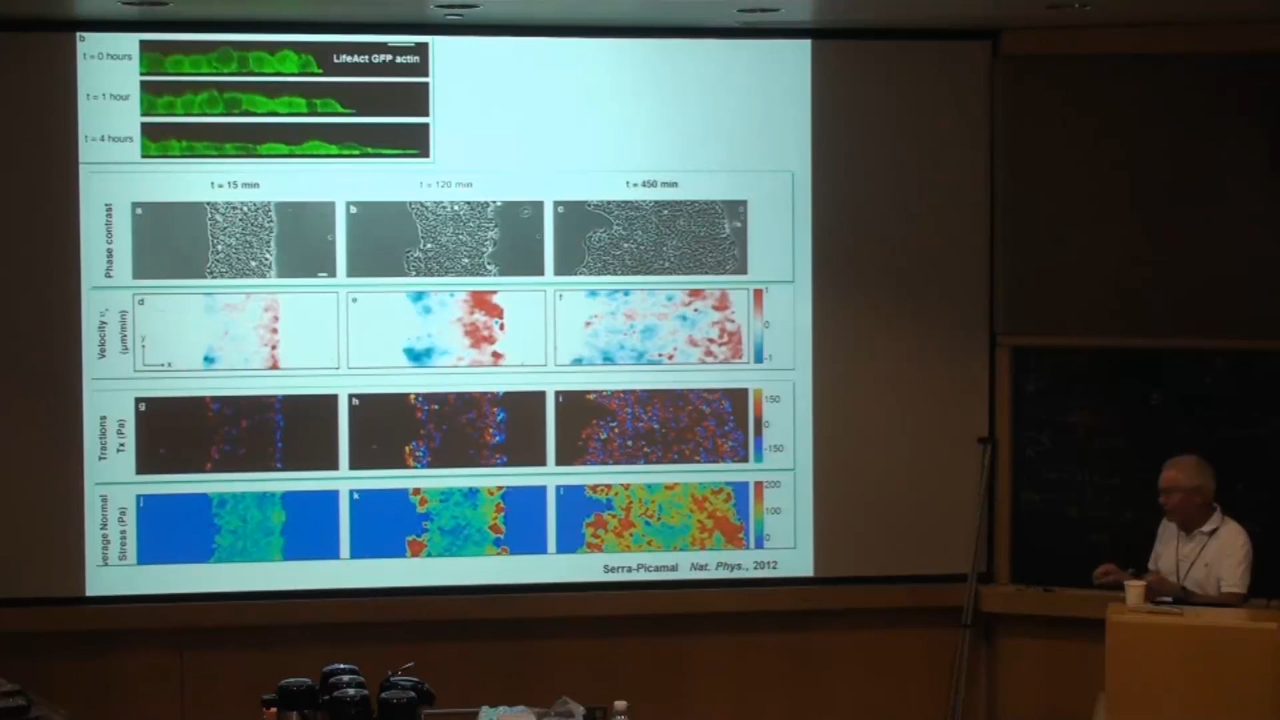 b
t = 0 hours
LifeAct GFP actin
t = 1 hour
t = 4 hours
t = 15 min
t = 120 min
t = 450 min
Phase contrast
a
b
c
Velocity
(μm/min)
d
e
f
y
x
1
0
-1
Tractions
Tx (Pa)
g
h
i
150
0
-150
verage Normal
Stress (Pa)
j
k
l
200
100
0
Serra-Picamal Nat. Phys., 2012